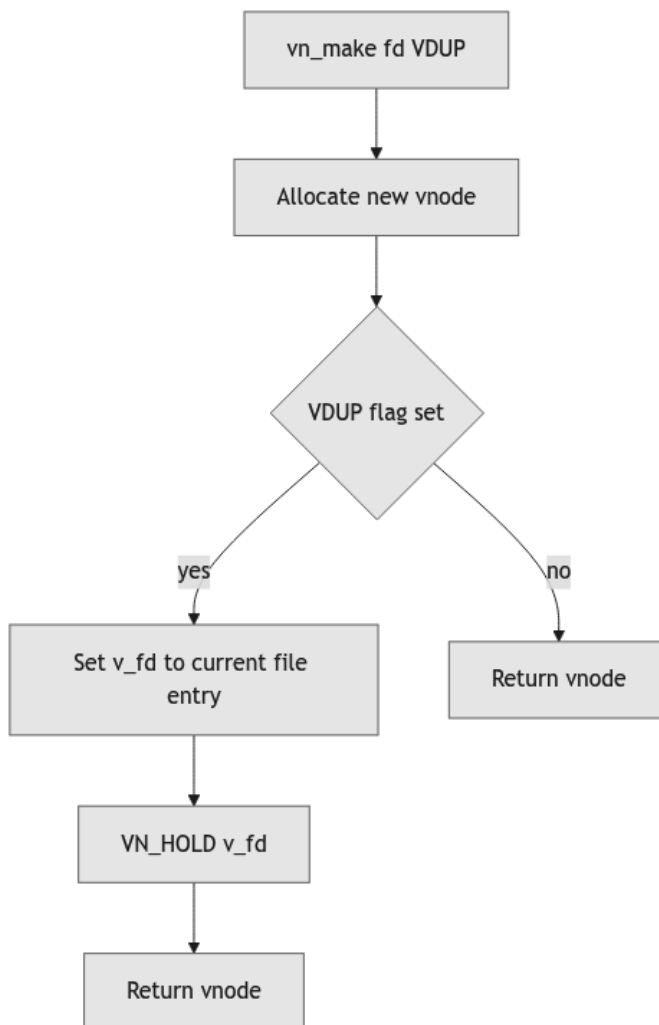 vn_make fd VDUP
Allocate new vnode
VDUP flag set
yes
no
Set v_fd to current file
entry
Return vnode
VN_HOLD v_fd
Return vnode